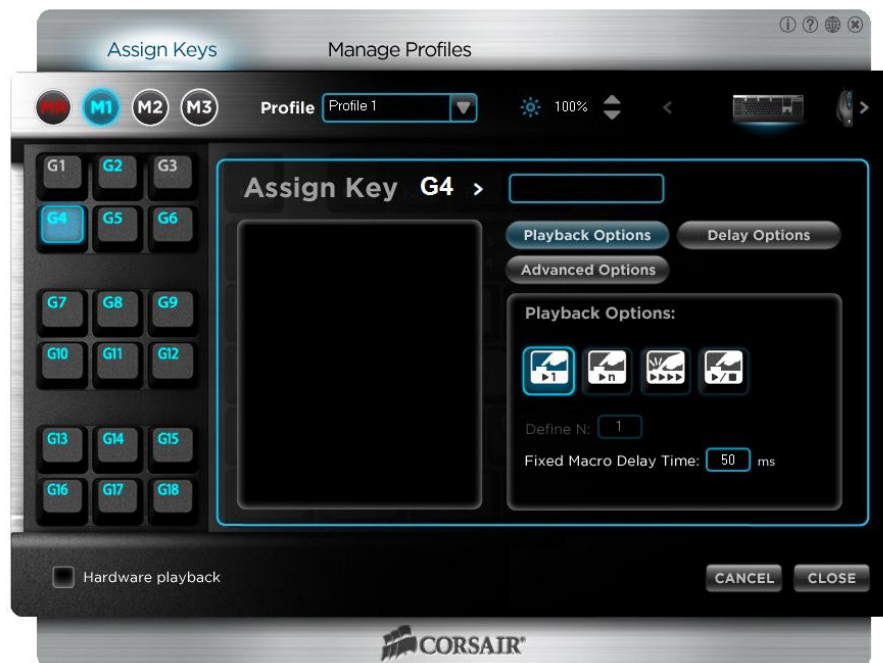 Assign Keys Manage Profiles
MR M1 M2 M3 Profile Profile 1 100%
G1 G2 G3
Assign Key G4 >
G4 G5 G6
Playback Options Delay Options
Advanced Options
G7 G8 G9
Playback Options:
G10 G11 G12
1 n
Define N: 1
G13 G14 G15
Fixed Macro Delay Time: 50 ms
G16 G17 G18
Hardware playback CANCEL CLOSE
CORSAIR®